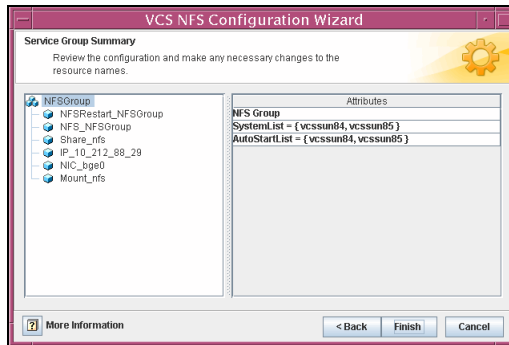 VCS NFS Configuration Wizard
Service Group Summary
Review the configuration and make any necessary changes to the
resource names.
NFSGroup
NFSRestart_NFSGroup
NFS_NFSGroup
Share_nfs
IP_10_212_88_29
NIC_bge0
Mount_nfs
Attributes
NFS Group
SystemList = { vcssun84, vcssun85 }
AutoStartList = { vcssun84, vcssun85 }
? More Information
< Back Finish Cancel